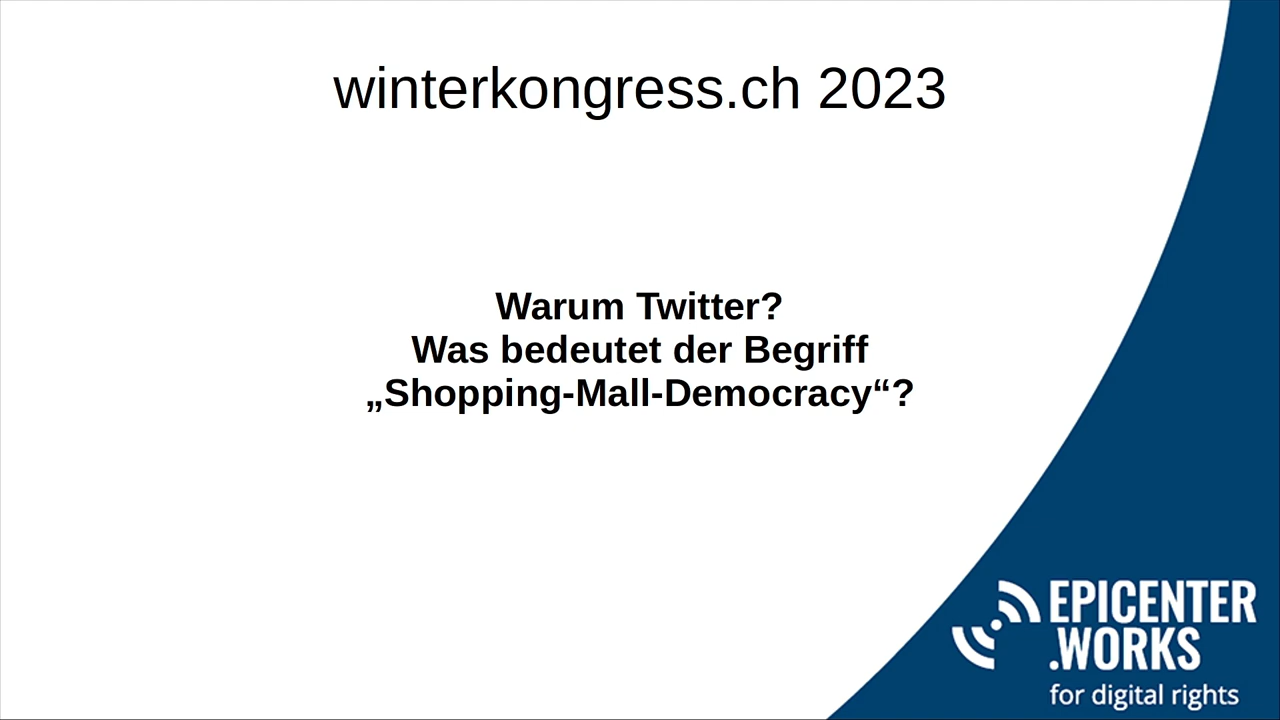 winterkongress.ch 2023
Warum Twitter?
Was bedeutet der Begriff
„Shopping-Mall-Democracy“?
EPICENTER
.WORKS
for digital rights